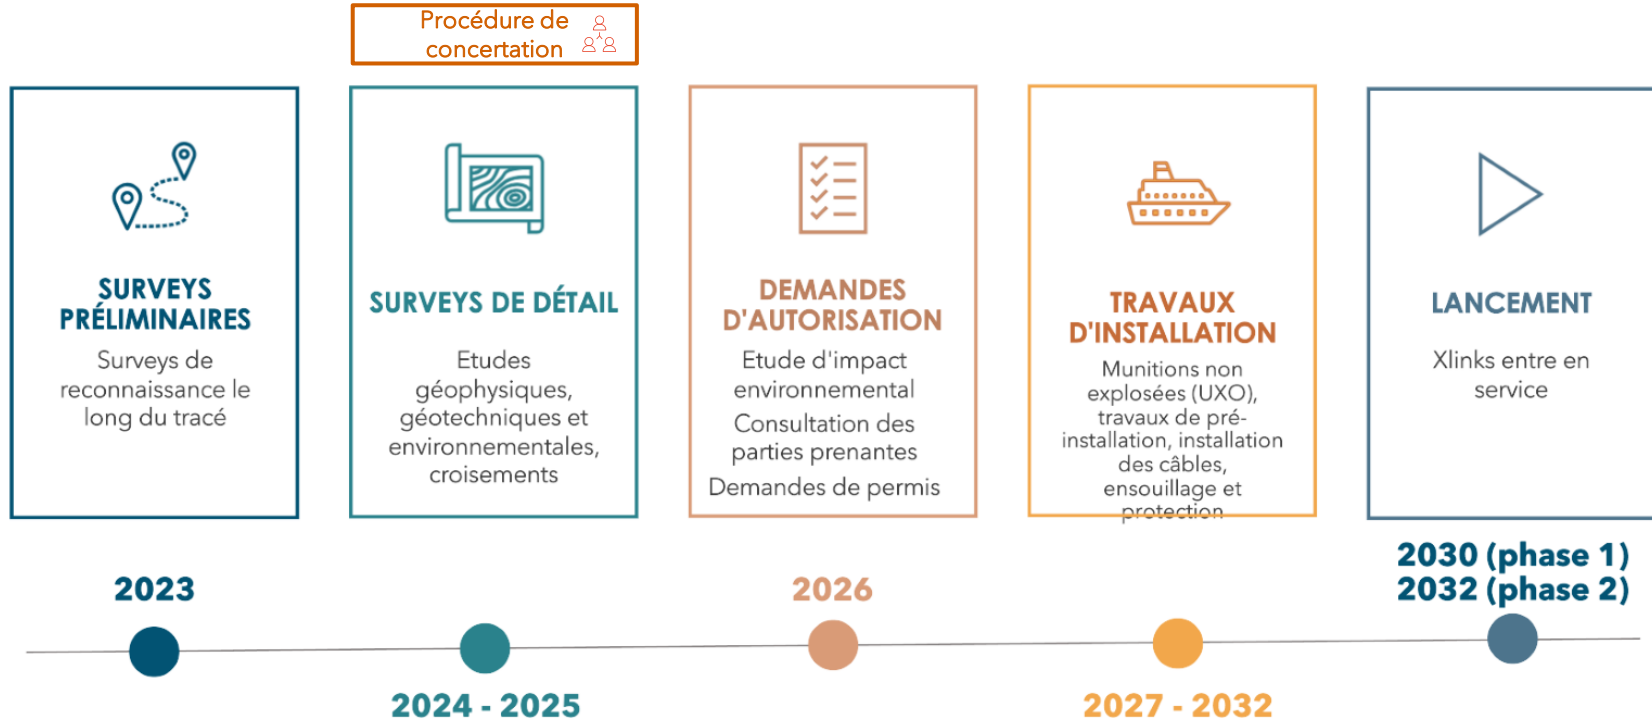 Procédure de
concertation
SURVEYS
PRÉLIMINAIRES
Surveys de
reconnaissance le
long du tracé
SURVEYS DE DÉTAIL
Etudes
géophysiques,
géotechniques et
environnementales,
croisements
DEMANDES
D'AUTORISATION
Etude d'impact
environnemental
Consultation des
parties prenantes
Demandes de permis
TRAVAUX
D'INSTALLATION
Munitions non
explosées (UXO),
travaux de pré-
installation, installation
des câbles,
ensouillage et
protection
LANCEMENT
Xlinks entre en
service
2023
2024 - 2025
2026
2027 - 2032
2030 (phase 1)
2032 (phase 2)